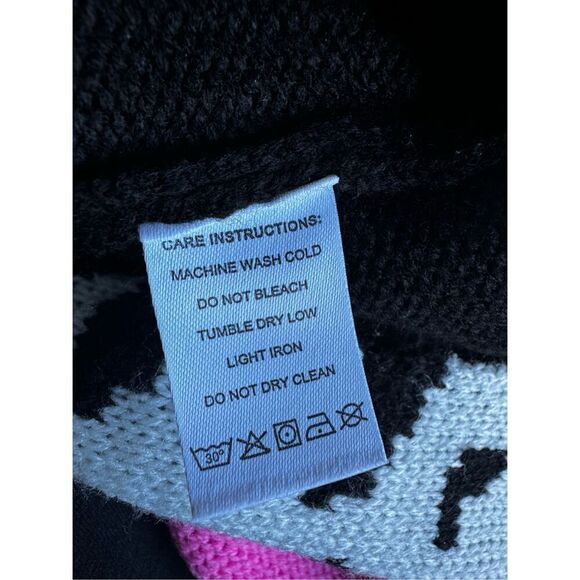 CARE INSTRUCTIONS:
MACHINE WASH COLD
DO NOT BLEACH
TUMBLE DRY LOW
LIGHT IRON
DO NOT DRY CLEAN
30°